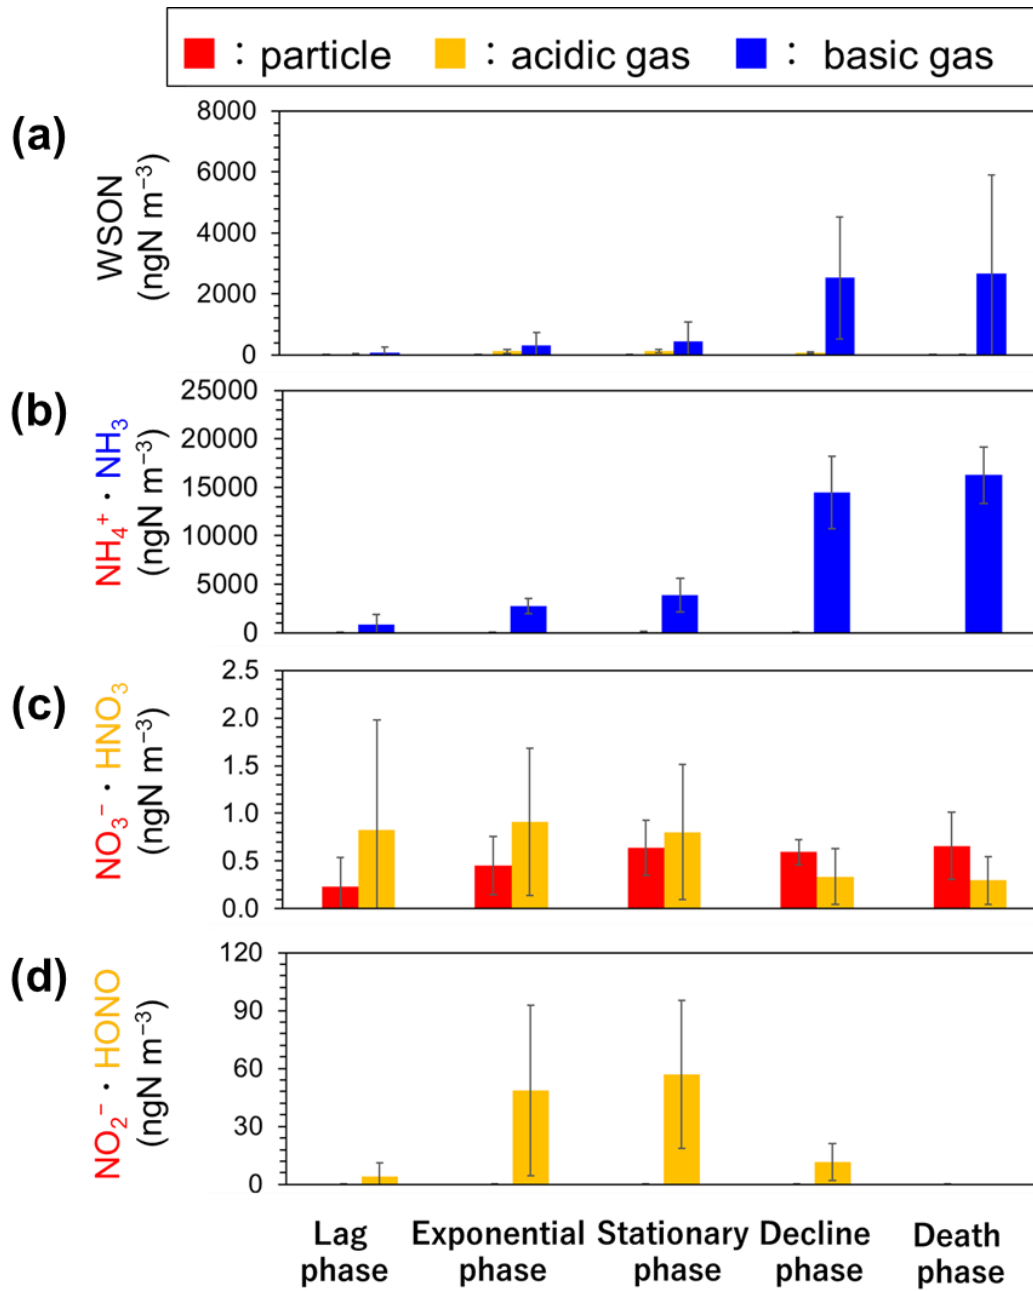 : particle : acidic gas : basic gas
(a)
WSON
(ngN m⁻³)
8000
6000
4000
2000
0
(b)
NH₄⁺ · NH₃
(ngN m⁻³)
25000
20000
15000
10000
5000
0
(c)
NO₃⁻ · HNO₃
(ngN m⁻³)
2.5
2.0
1.5
1.0
0.5
0.0
(d)
NO₂⁻ · HONO
(ngN m⁻³)
120
90
60
30
0
Lag
phase
Exponential
phase
Stationary
phase
Decline
phase
Death
phase